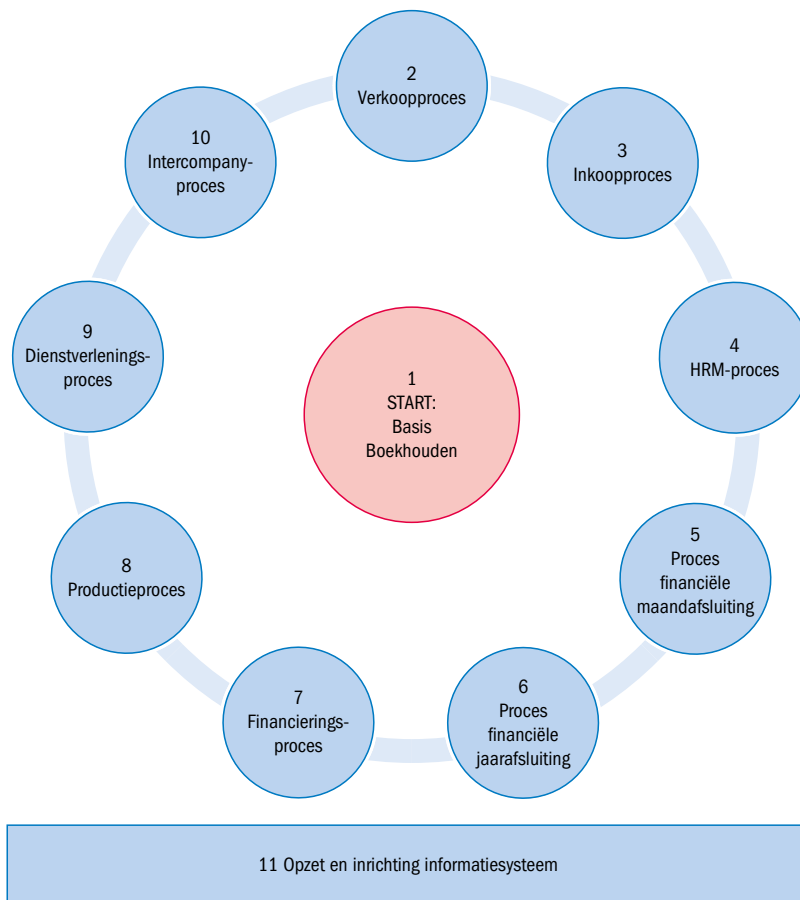 1
START:
Basis
Boekhouden
2
Verkoopproces
3
Inkoopproces
4
HRM-proces
5
Proces
financiële
maandafsluiting
6
Proces
financiële
jaarafsluiting
7
Financierings-
proces
8
Productieproces
9
Dienstverlenings-
proces
10
Intercompany-
proces
11 Opzet en inrichting informatiesysteem